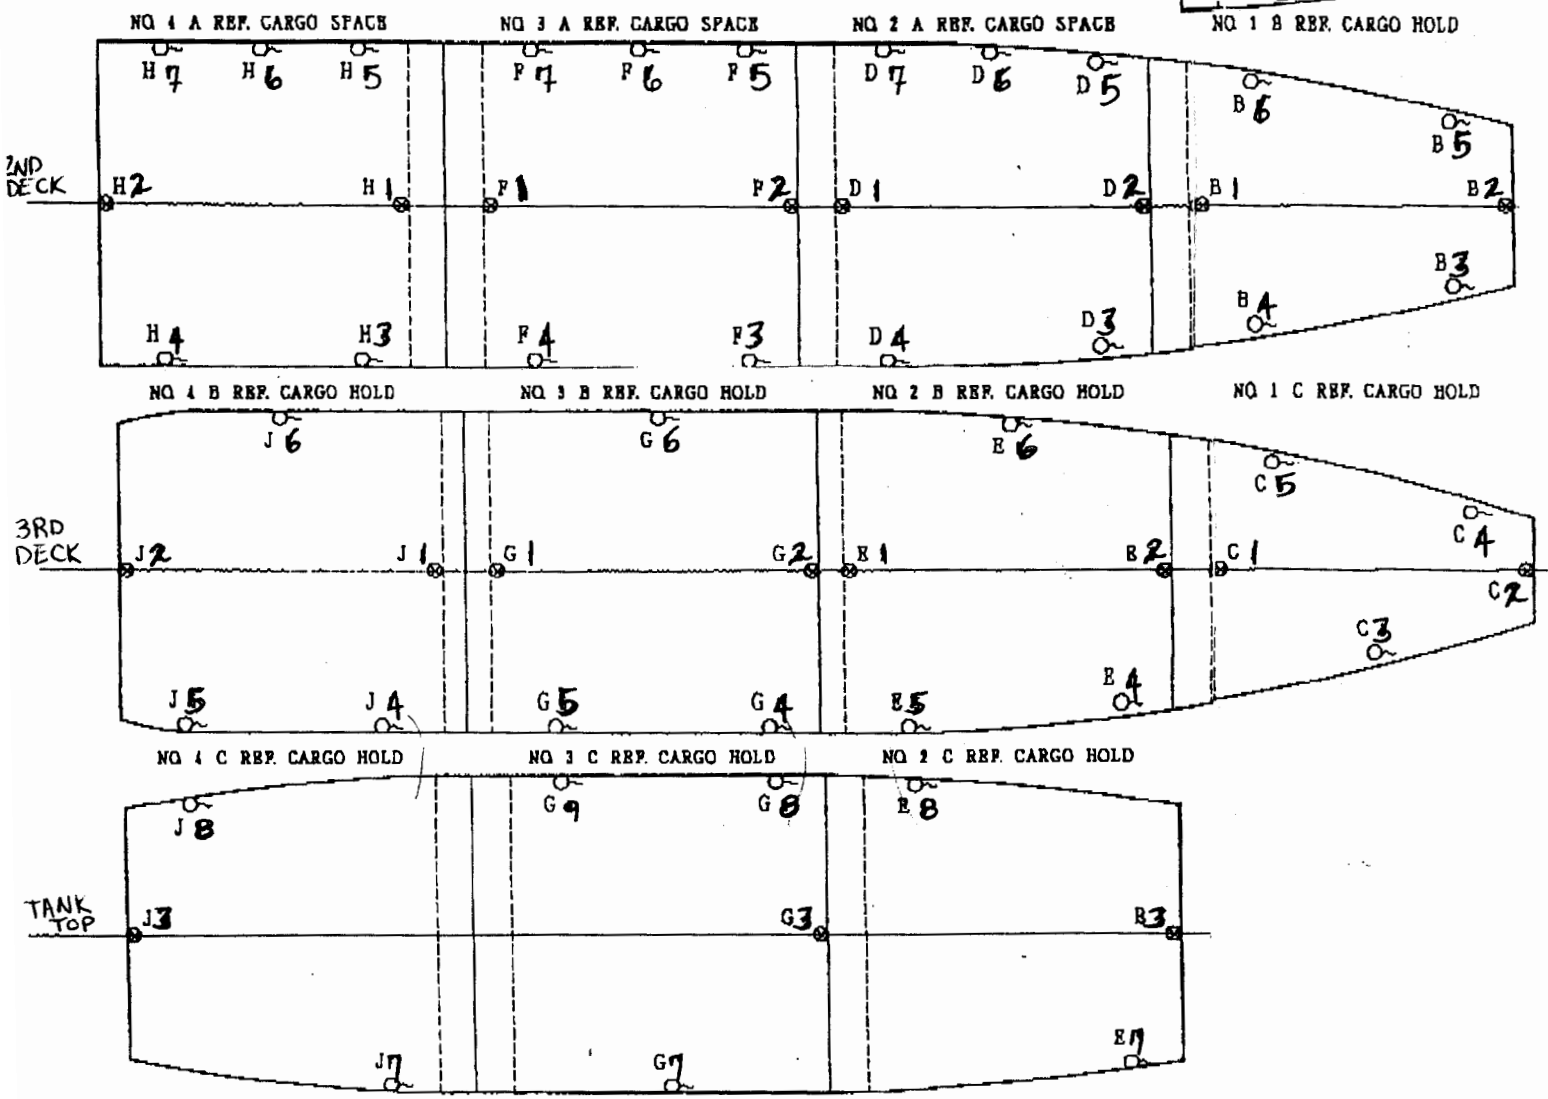 NO. 4 A REF. CARGO SPACE NO. 3 A REF. CARGO SPACE NO. 2 A REF. CARGO SPACE NO. 1 B REF. CARGO HOLD
H7 H6 H5 F7 F6 F5 D7 D6 D5 B6 B5
2ND
DECK H2 H1 F1 F2 D1 D2 B1 B2
B3
H4 H3 F4 F3 D4 D3 B4
NO. 4 B REF. CARGO HOLD NO. 3 B REF. CARGO HOLD NO. 2 B REF. CARGO HOLD NO. 1 C REF. CARGO HOLD
J6 G6 E6 C5 C4
3RD
DECK J2 J1 G1 G2 E1 E2 C1 C2
C3
J5 J4 G5 G4 E5 E4
NO. 4 C REF. CARGO HOLD NO. 3 C REF. CARGO HOLD NO. 2 C REF. CARGO HOLD
J8 G9 G8 E8
TANK
TOP J3 G3 E3
J7 G7 E7